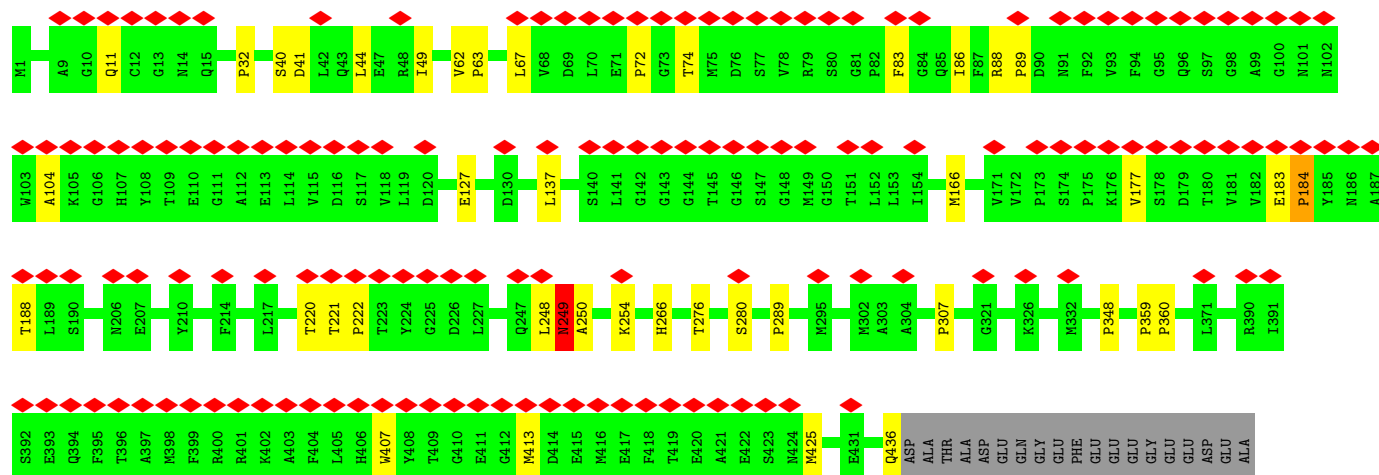 M1 A9 G10 Q11 C12 G13 N14 Q15 P32 S40 D41 L42 Q43 L44 E47 R48 I49 V62 P63 L67 V68 D69 L70 E71 P72 G73 T74 M75 D76 S77 V78 R79 S80 G81 P82 F83 G84 Q85 I86 F87 R88 P89 D90 N91 F92 V93 F94 G95 Q96 S97 G98 A99 G100 N101 N102
W103 A104 K105 G106 H107 Y108 T109 E110 G111 A112 E113 L114 V115 D116 S117 V118 L119 D120 E127 D130 L137 S140 L141 G142 G143 G144 T145 G146 S147 G148 M149 G150 T151 L152 L153 I154 M166 V171 V172 P173 S174 P175 K176 V177 S178 D179 T180 V181 V182 E183 P184 Y185 N186 A187
T188 L189 S190 N206 E207 Y210 F214 L217 T220 T221 P222 T223 Y224 G225 D226 L227 Q247 L248 N249 A250 K254 H266 T276 S280 P289 M295 M302 A303 A304 P307 G321 K326 M332 P348 P359 P360 L371 R390 I391
S392 E393 Q394 F395 T396 A397 M398 F399 R400 R401 K402 A403 F404 L405 H406 W407 Y408 T409 G410 E411 G412 M413 D414 E415 M416 E417 F418 T419 E420 A421 E422 S423 N424 M425 E431 Q436 ASP ALA THR ALA ASP GLU GLN GLY GLU PHE GLU GLU GLU GLY GLU GLU ASP GLU ALA